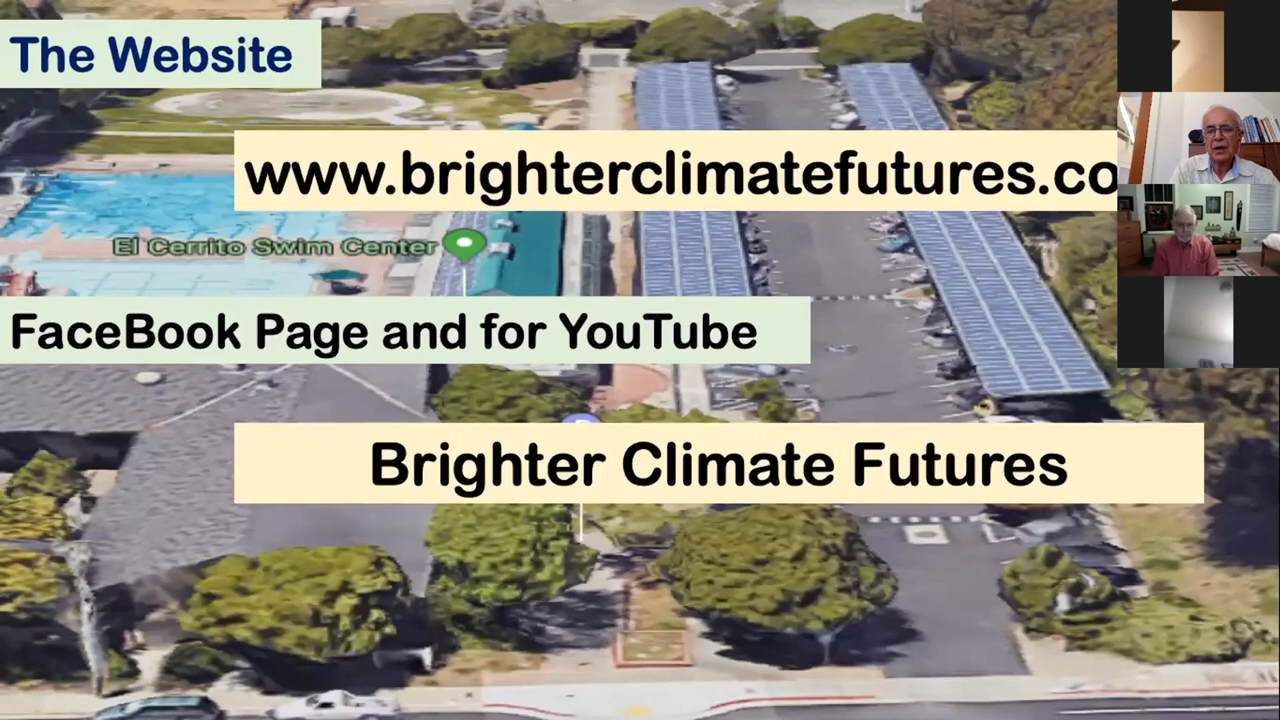 The Website
www.brighterclimatefutures.co
El Cerrito Swim Center
FaceBook Page and for YouTube
Brighter Climate Futures